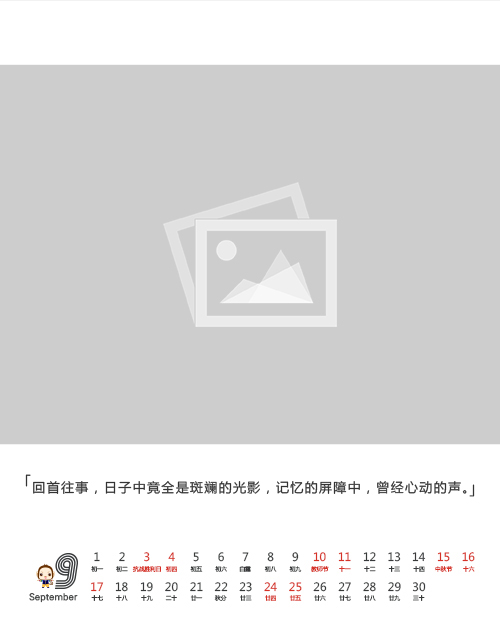 「回首往事，日子中竟全是斑斓的光影，记忆的屏障中，曾经心动的声。」
9
September
1 2 3 4 5 6 7 8 9 10 11 12 13 14 15 16
初一 初二 抗战胜利日 初四 初五 初六 白露 初八 初九 教师节 十一 十二 十三 十四 中秋节 十六
17 18 19 20 21 22 23 24 25 26 27 28 29 30
十七 十八 十九 二十 廿一 秋分 廿三 廿四 廿五 廿六 廿七 廿八 廿九 三十